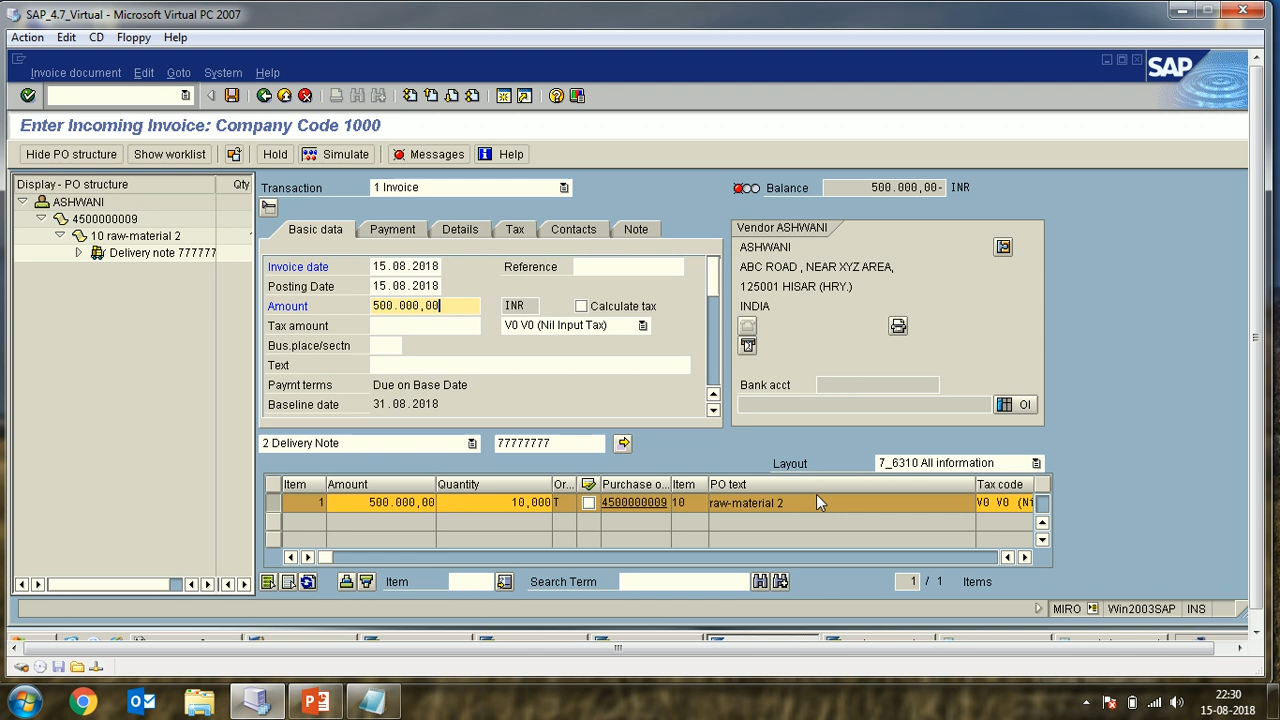 SAP_4.7_Virtual - Microsoft Virtual PC 2007
Action Edit CD Floppy Help
Invoice document Edit Goto System Help
SAP
Enter Incoming Invoice: Company Code 1000
Hide PO structure Show worklist Hold Simulate Messages Help
Display - PO structure Qty
ASHWANI
4500000009
10 raw-material 2
Delivery note 777777
Transaction 1 Invoice Balance 500.000,00- INR
Basic data Payment Details Tax Contacts Note
Invoice date 15.08.2018 Reference
Posting Date 15.08.2018
Amount 500.000,00 INR Calculate tax
Tax amount V0 V0 (Nil Input Tax)
Bus.place/sectn
Text
Paymnt terms Due on Base Date
Baseline date 31.08.2018
Vendor ASHWANI
ASHWANI
ABC ROAD , NEAR XYZ AREA,
125001 HISAR (HRY.)
INDIA
Bank acct
OI
2 Delivery Note 77777777
Layout 7_6310 All information
Item Amount Quantity Or... Purchase o... Item PO text Tax code
1 500.000,00 10,000 T 4500000009 10 raw-material 2 V0 V0 (Ni
Item Search Term 1 / 1 Items
MIRO Win2003SAP INS
22:30
15-08-2018